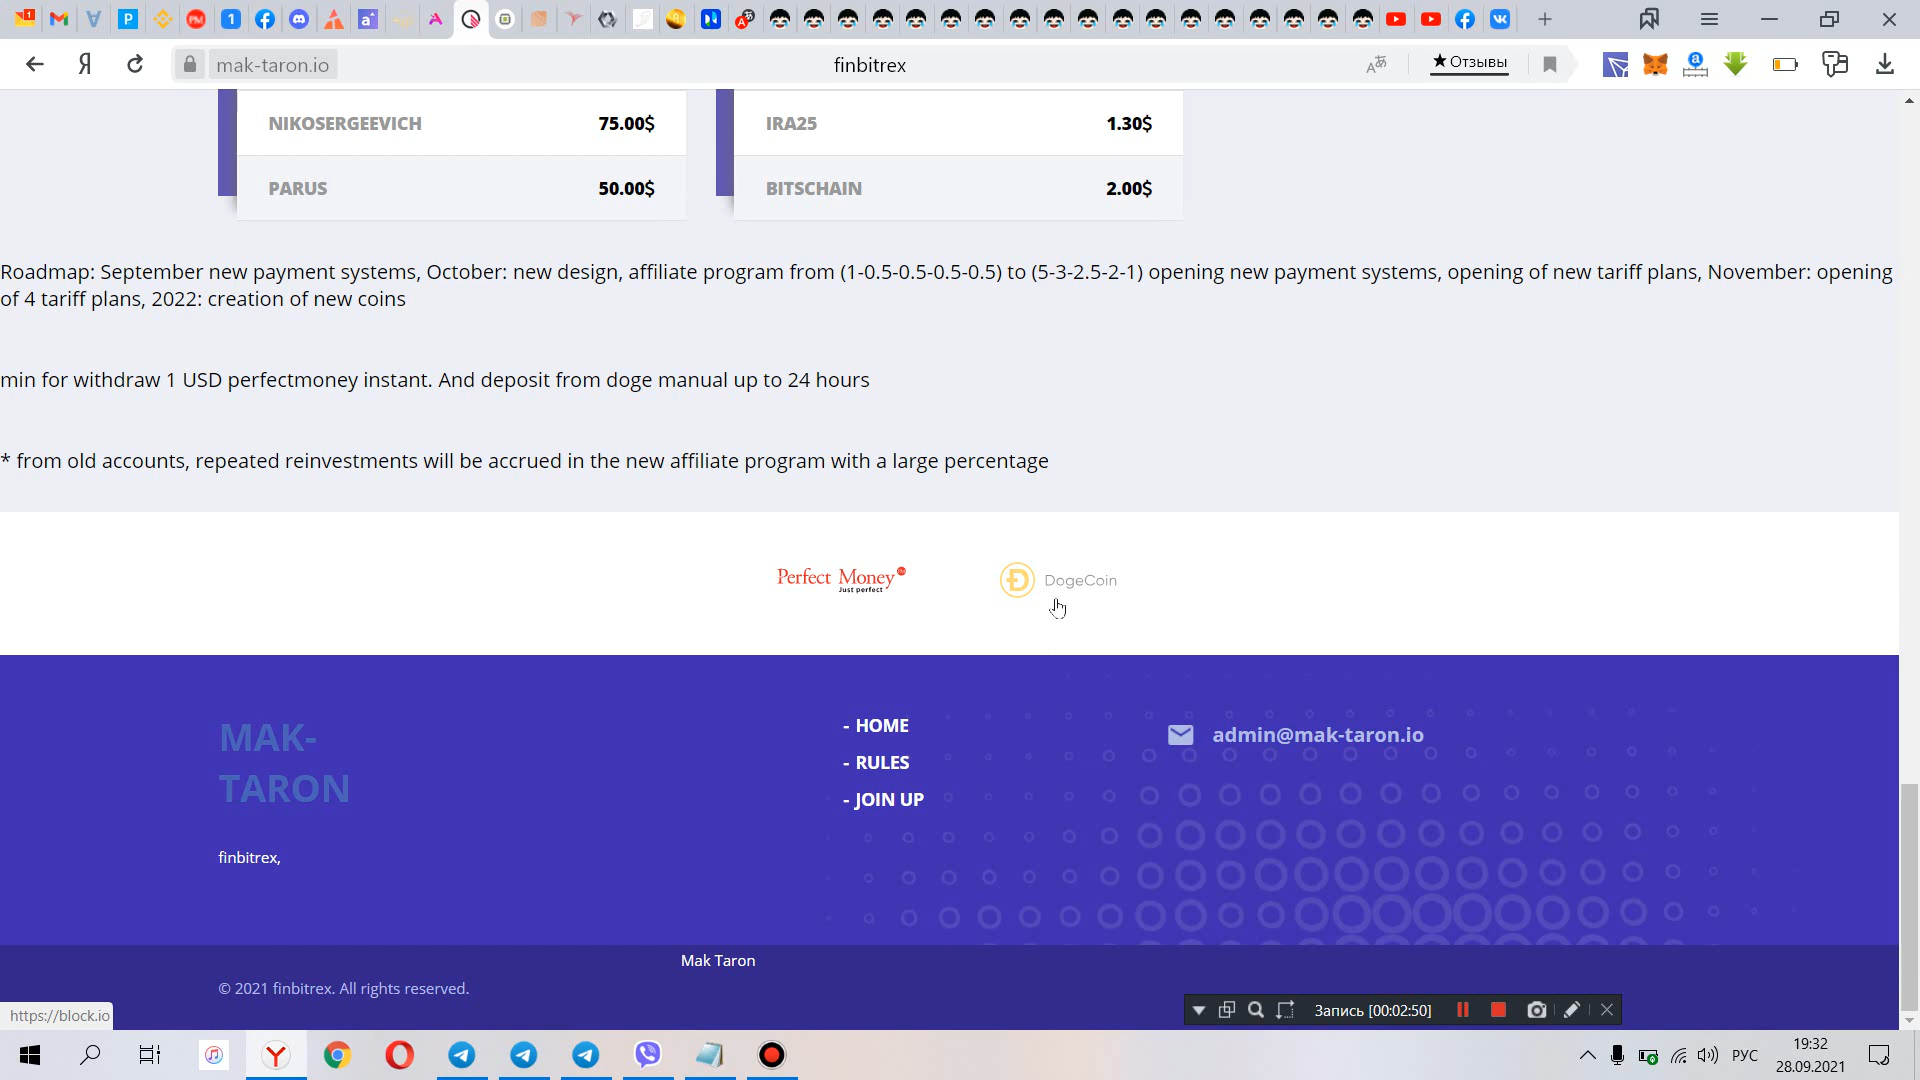 mak-taron.io
finbitrex
★ Отзывы
NIKOSERGEEVICH 75.00$
IRA25 1.30$
PARUS 50.00$
BITSCHAIN 2.00$
Roadmap: September new payment systems, October: new design, affiliate program from (1-0.5-0.5-0.5-0.5) to (5-3-2.5-2-1) opening new payment systems, opening of new tariff plans, November: opening
of 4 tariff plans, 2022: creation of new coins
min for withdraw 1 USD perfectmoney instant. And deposit from doge manual up to 24 hours
* from old accounts, repeated reinvestments will be accrued in the new affiliate program with a large percentage
Perfect Money
Just perfect
DogeCoin
MAK-
TARON
- HOME
- RULES
- JOIN UP
admin@mak-taron.io
finbitrex,
Mak Taron
© 2021 finbitrex. All rights reserved.
https://block.io
Запись [00:02:50]
РУС
19:32
28.09.2021